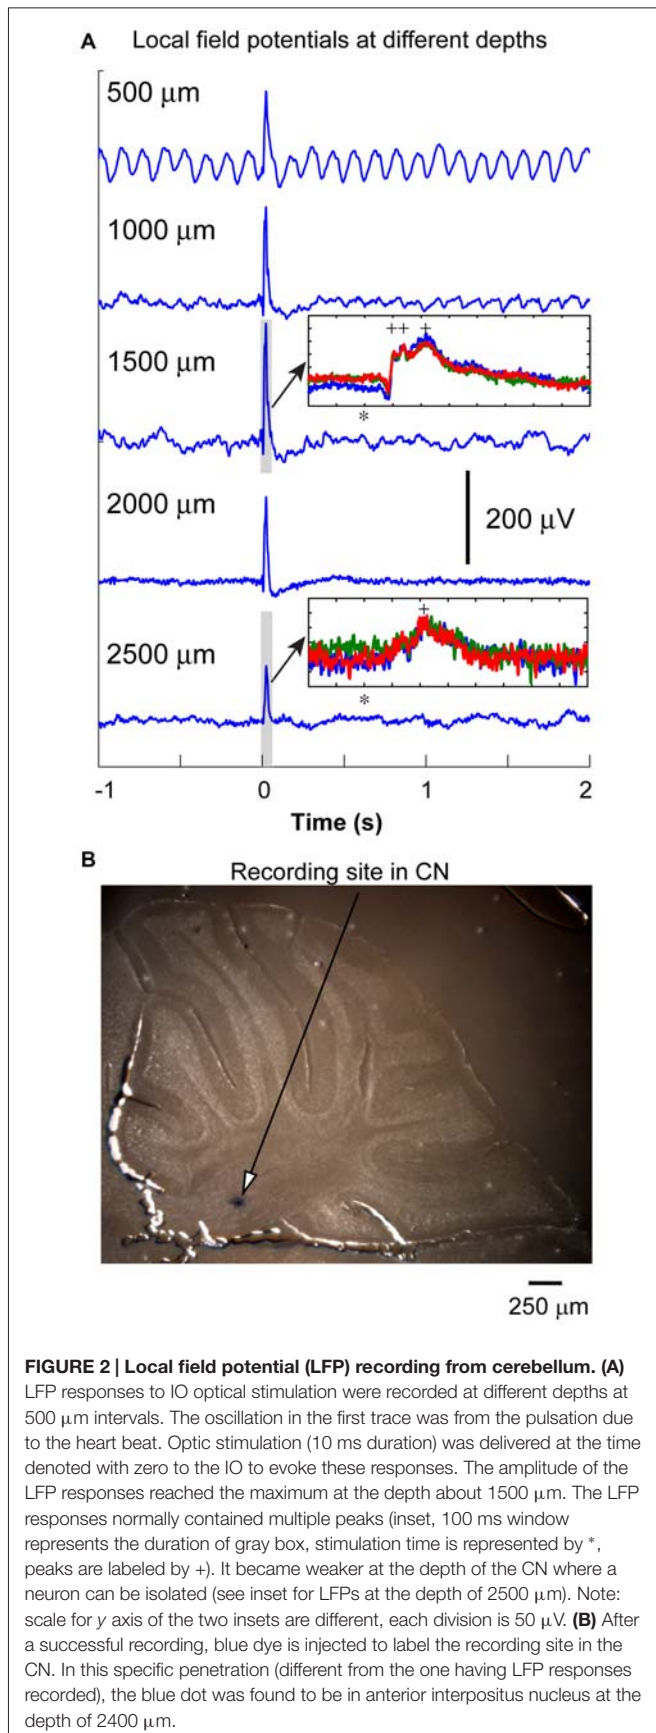 A Local field potentials at different depths
500 μm
1000 μm
+++
1500 μm
*
2000 μm
200 μV
+
2500 μm
*
-1 0 1 2
Time (s)
B
Recording site in CN
250 μm
FIGURE 2 | Local field potential (LFP) recording from cerebellum. (A)
LFP responses to IO optical stimulation were recorded at different depths at
500 μm intervals. The oscillation in the first trace was from the pulsation due
to the heart beat. Optic stimulation (10 ms duration) was delivered at the time
denoted with zero to the IO to evoke these responses. The amplitude of the
LFP responses reached the maximum at the depth about 1500 μm. The LFP
responses normally contained multiple peaks (inset, 100 ms window
represents the duration of gray box, stimulation time is represented by *,
peaks are labeled by +). It became weaker at the depth of the CN where a
neuron can be isolated (see inset for LFPs at the depth of 2500 μm). Note:
scale for y axis of the two insets are different, each division is 50 μV. (B) After
a successful recording, blue dye is injected to label the recording site in the
CN. In this specific penetration (different from the one having LFP responses
recorded), the blue dot was found to be in anterior interpositus nucleus at the
depth of 2400 μm.